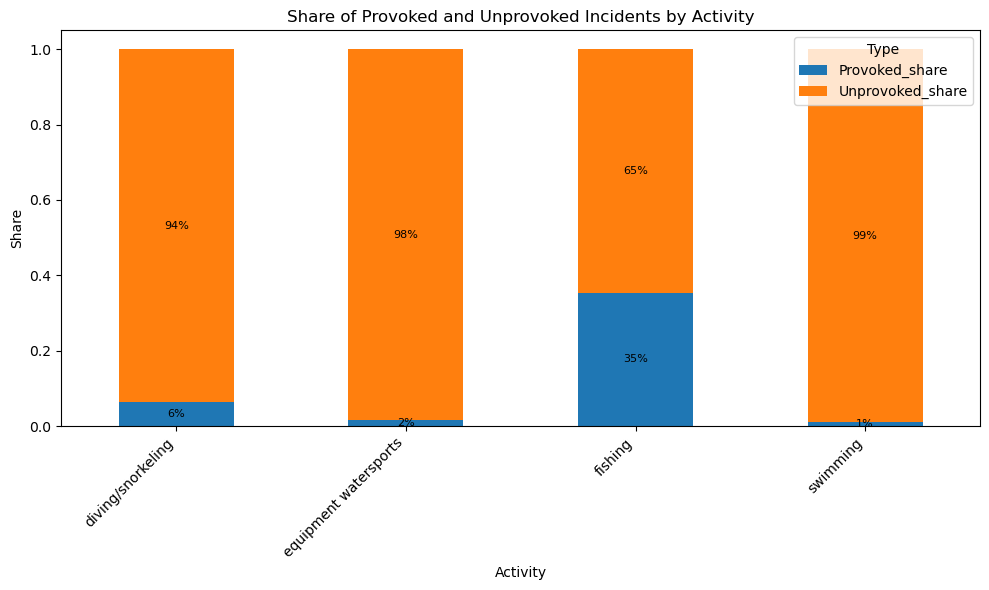 Share of Provoked and Unprovoked Incidents by Activity
Type
Provoked_share
Unprovoked_share
Share
1.0
0.8
0.6
0.4
0.2
0.0
94%
98%
65%
99%
6%
2%
35%
1%
diving/snorkeling
equipment watersports
fishing
swimming
Activity